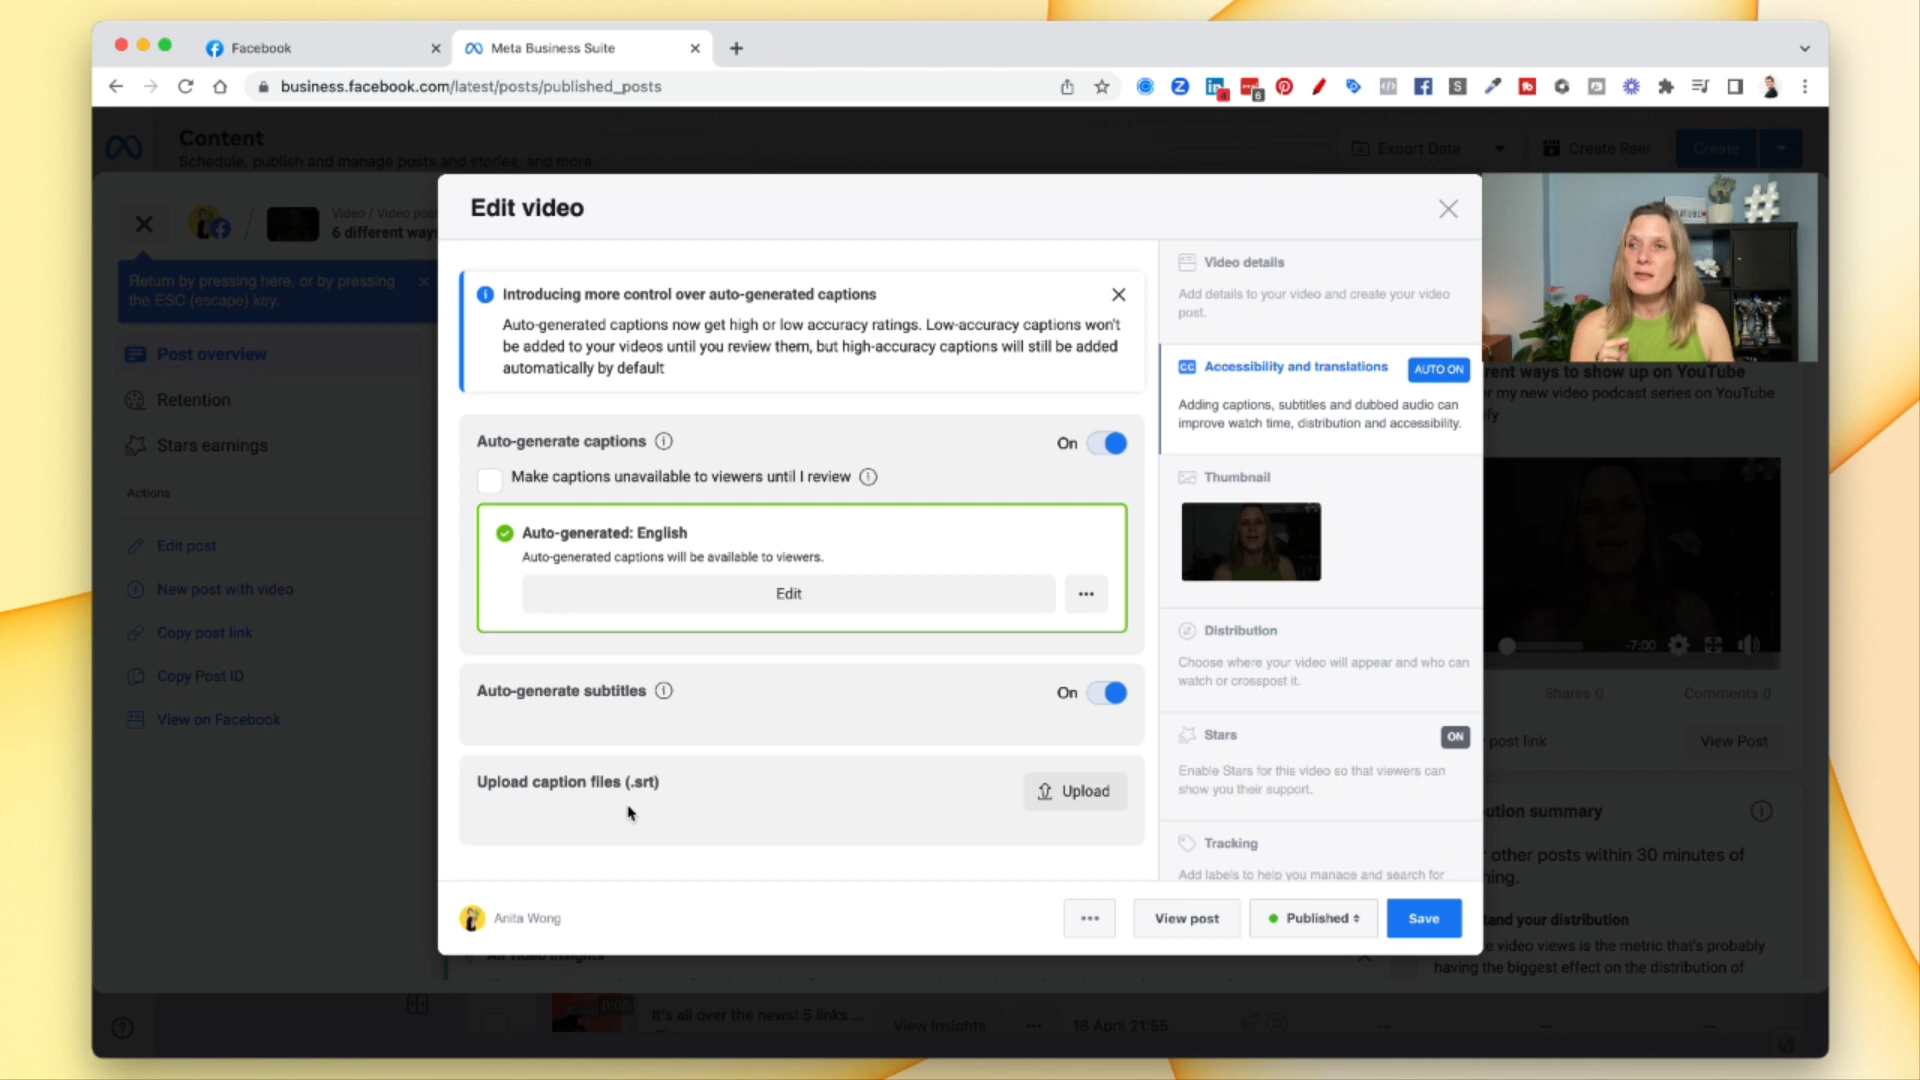 Facebook
Meta Business Suite
business.facebook.com/latest/posts/published_posts
4
6
Content
Schedule, publish and manage posts and stories, and more.
Export Data
Create Reel
Create
Video / Video post
6 different way
Return by pressing here, or by pressing
the ESC (escape) key.
Post overview
Retention
Stars earnings
Actions
Edit post
New post with video
Copy post link
Copy Post ID
View on Facebook
Edit video
Introducing more control over auto-generated captions
Auto-generated captions now get high or low accuracy ratings. Low-accuracy captions won't
be added to your videos until you review them, but high-accuracy captions will still be added
automatically by default
Auto-generate captions
On
Make captions unavailable to viewers until I review
Auto-generated: English
Auto-generated captions will be available to viewers.
Edit
Auto-generate subtitles
On
Upload caption files (.srt)
Upload
Video details
Add details to your video and create your video
post.
CC Accessibility and translations
AUTO ON
Adding captions, subtitles and dubbed audio can
improve watch time, distribution and accessibility.
Thumbnail
Distribution
Choose where your video will appear and who can
watch or crosspost it.
Stars
ON
Enable Stars for this video so that viewers can
show you their support.
Tracking
Add labels to help you manage and search for
Anita Wong
View post
Published
Save
rent ways to show up on YouTube
r my new video podcast series on YouTube
ify
-7:00
Shares 0
Comments 0
post link
View Post
ution summary
other posts within 30 minutes of
ning.
tand your distribution
e video views is the metric that's probably
having the biggest effect on the distribution of
All video insights
0:06
It's all over the news! 5 links ...
View Insights
18 April 21:55